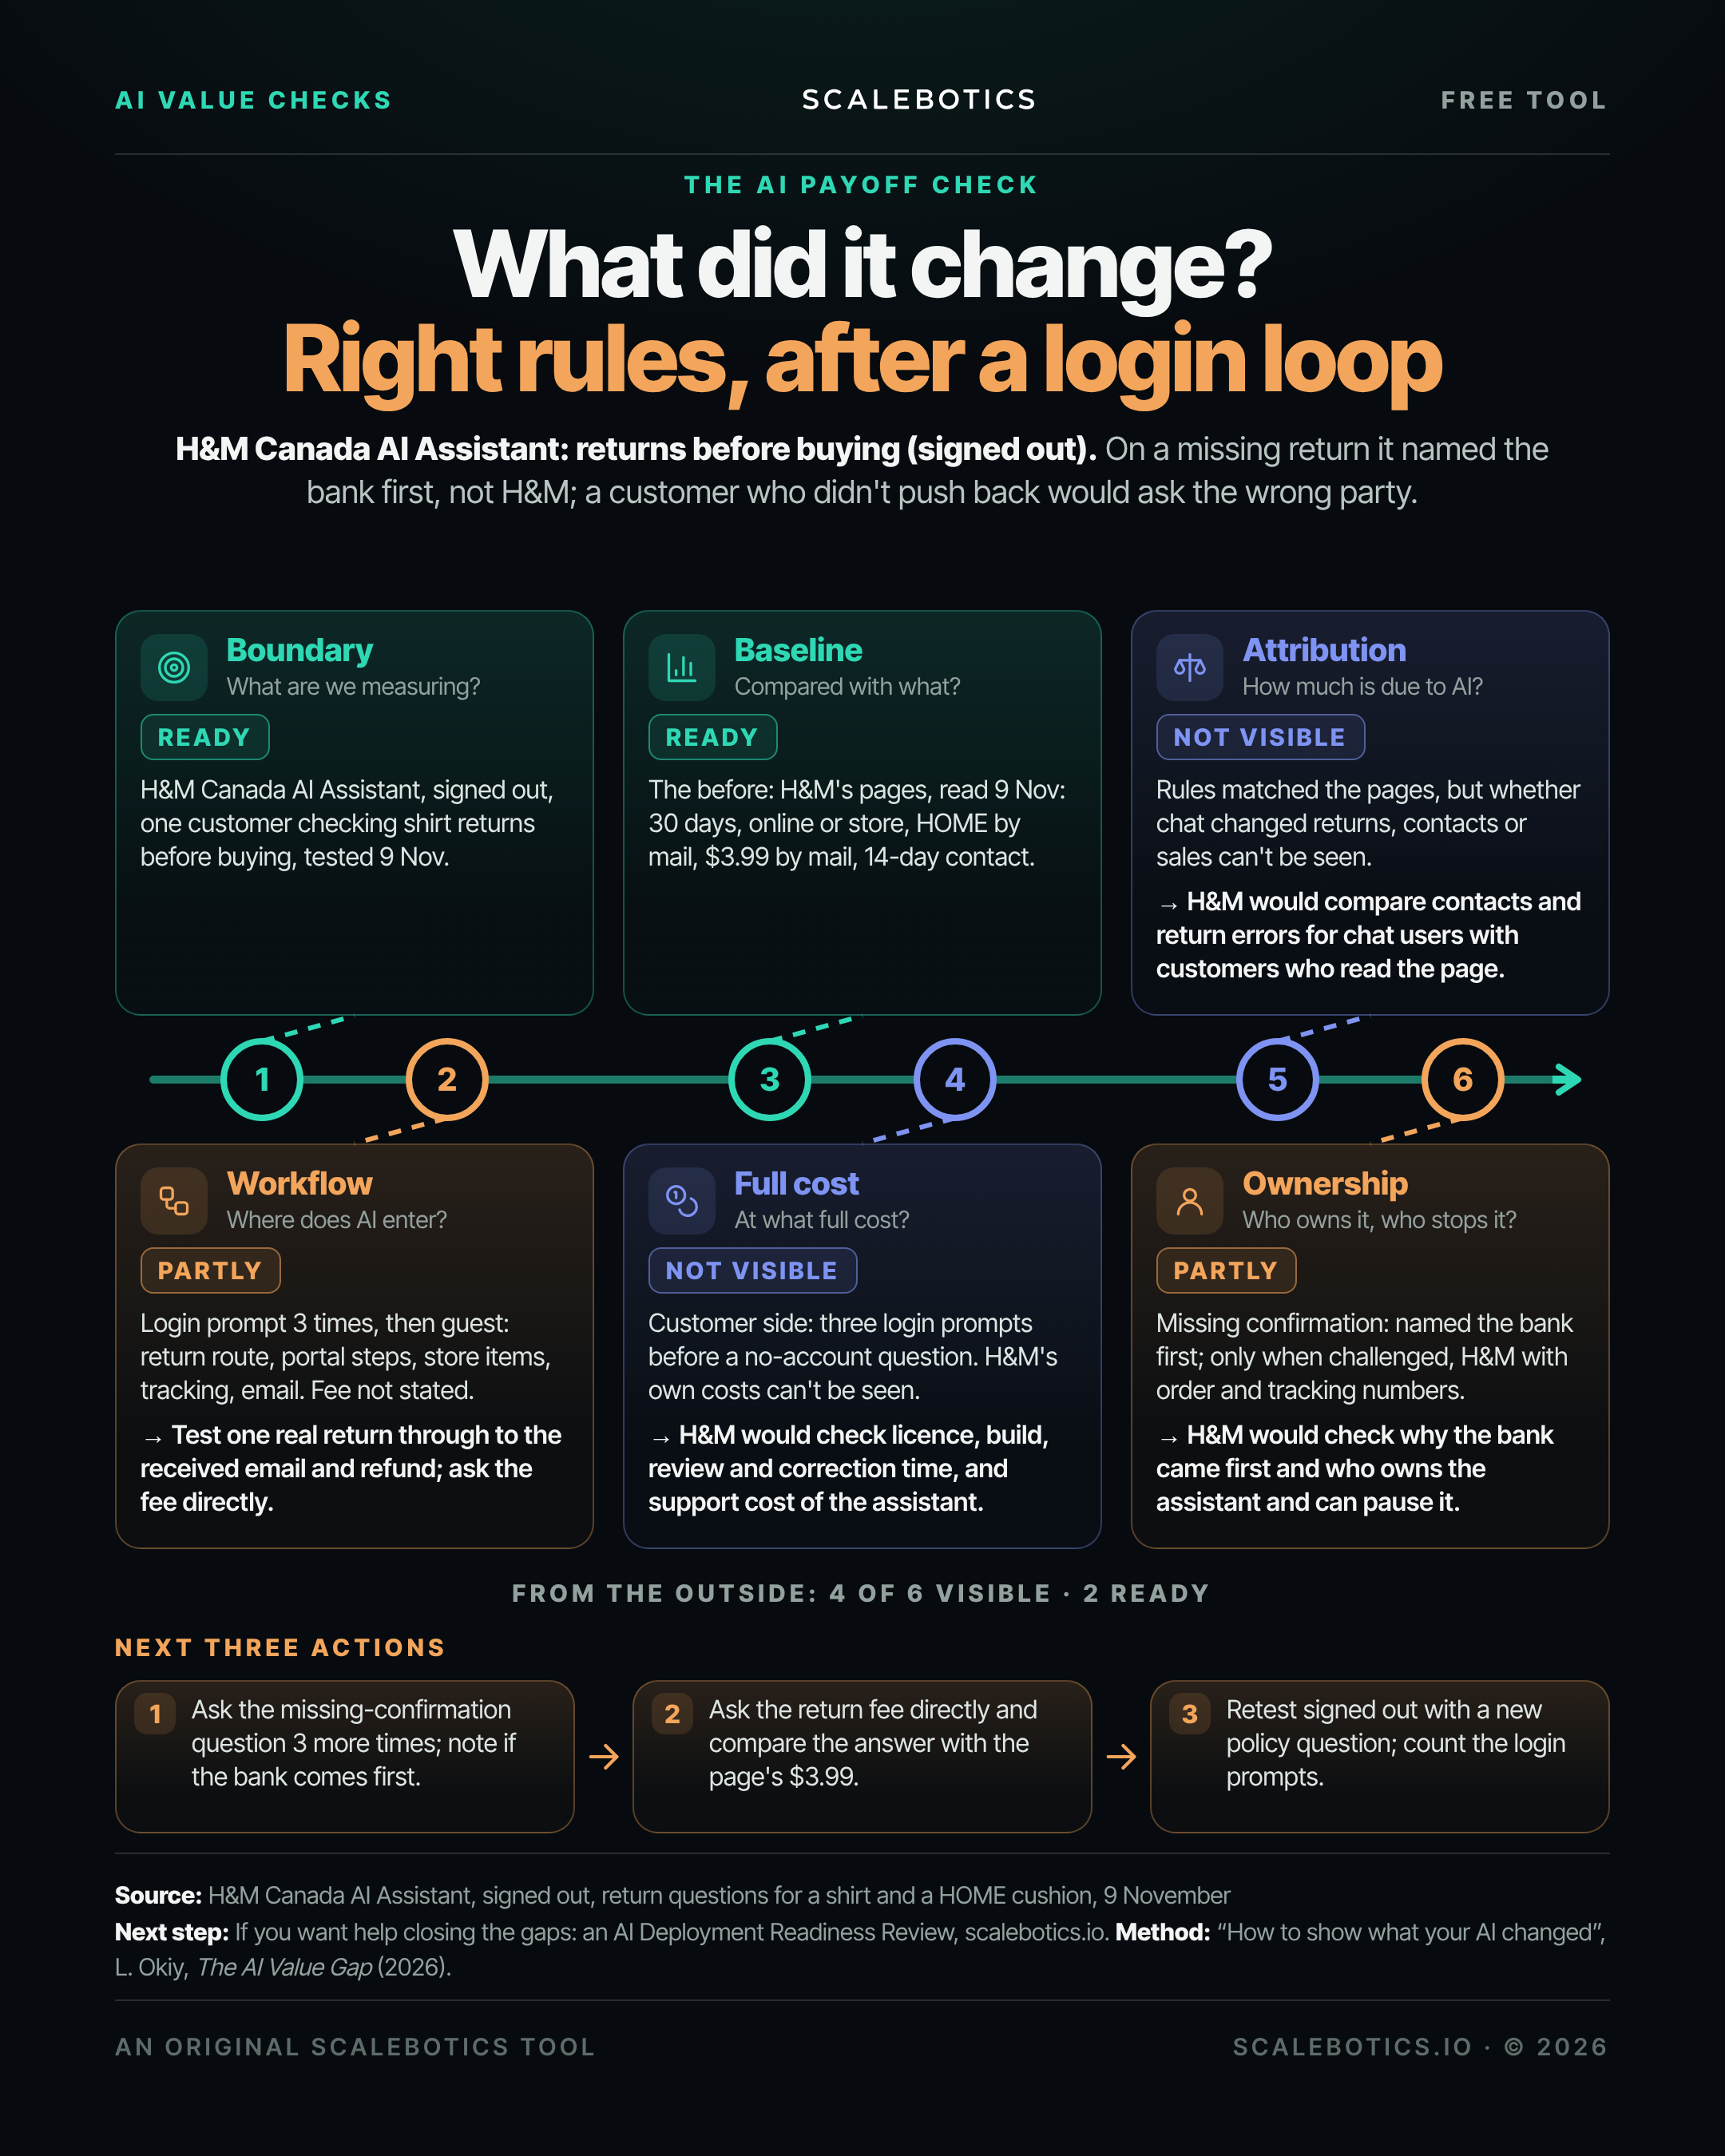 AI VALUE CHECKS
SCALEBOTICS
FREE TOOL
THE AI PAYOFF CHECK
What did it change?
Right rules, after a login loop
H&M Canada AI Assistant: returns before buying (signed out). On a missing return it named the
bank first, not H&M; a customer who didn't push back would ask the wrong party.
Boundary
What are we measuring?
READY
H&M Canada AI Assistant, signed out,
one customer checking shirt returns
before buying, tested 9 Nov.
Baseline
Compared with what?
READY
The before: H&M's pages, read 9 Nov:
30 days, online or store, HOME by
mail, $3.99 by mail, 14-day contact.
Attribution
How much is due to AI?
NOT VISIBLE
Rules matched the pages, but whether
chat changed returns, contacts or
sales can't be seen.
→ H&M would compare contacts and
return errors for chat users with
customers who read the page.
1
2
3
4
5
6
Workflow
Where does AI enter?
PARTLY
Login prompt 3 times, then guest:
return route, portal steps, store items,
tracking, email. Fee not stated.
→ Test one real return through to the
received email and refund; ask the
fee directly.
Full cost
At what full cost?
NOT VISIBLE
Customer side: three login prompts
before a no-account question. H&M's
own costs can't be seen.
→ H&M would check licence, build,
review and correction time, and
support cost of the assistant.
Ownership
Who owns it, who stops it?
PARTLY
Missing confirmation: named the bank
first; only when challenged, H&M with
order and tracking numbers.
→ H&M would check why the bank
came first and who owns the
assistant and can pause it.
FROM THE OUTSIDE: 4 OF 6 VISIBLE · 2 READY
NEXT THREE ACTIONS
1
Ask the missing-confirmation
question 3 more times; note if
the bank comes first.
2
Ask the return fee directly and
compare the answer with the
page's $3.99.
3
Retest signed out with a new
policy question; count the login
prompts.
Source: H&M Canada AI Assistant, signed out, return questions for a shirt and a HOME cushion, 9 November
Next step: If you want help closing the gaps: an AI Deployment Readiness Review, scalebotics.io. Method: “How to show what your AI changed”,
L. Okiy, The AI Value Gap (2026).
AN ORIGINAL SCALEBOTICS TOOL
SCALEBOTICS.IO · © 2026